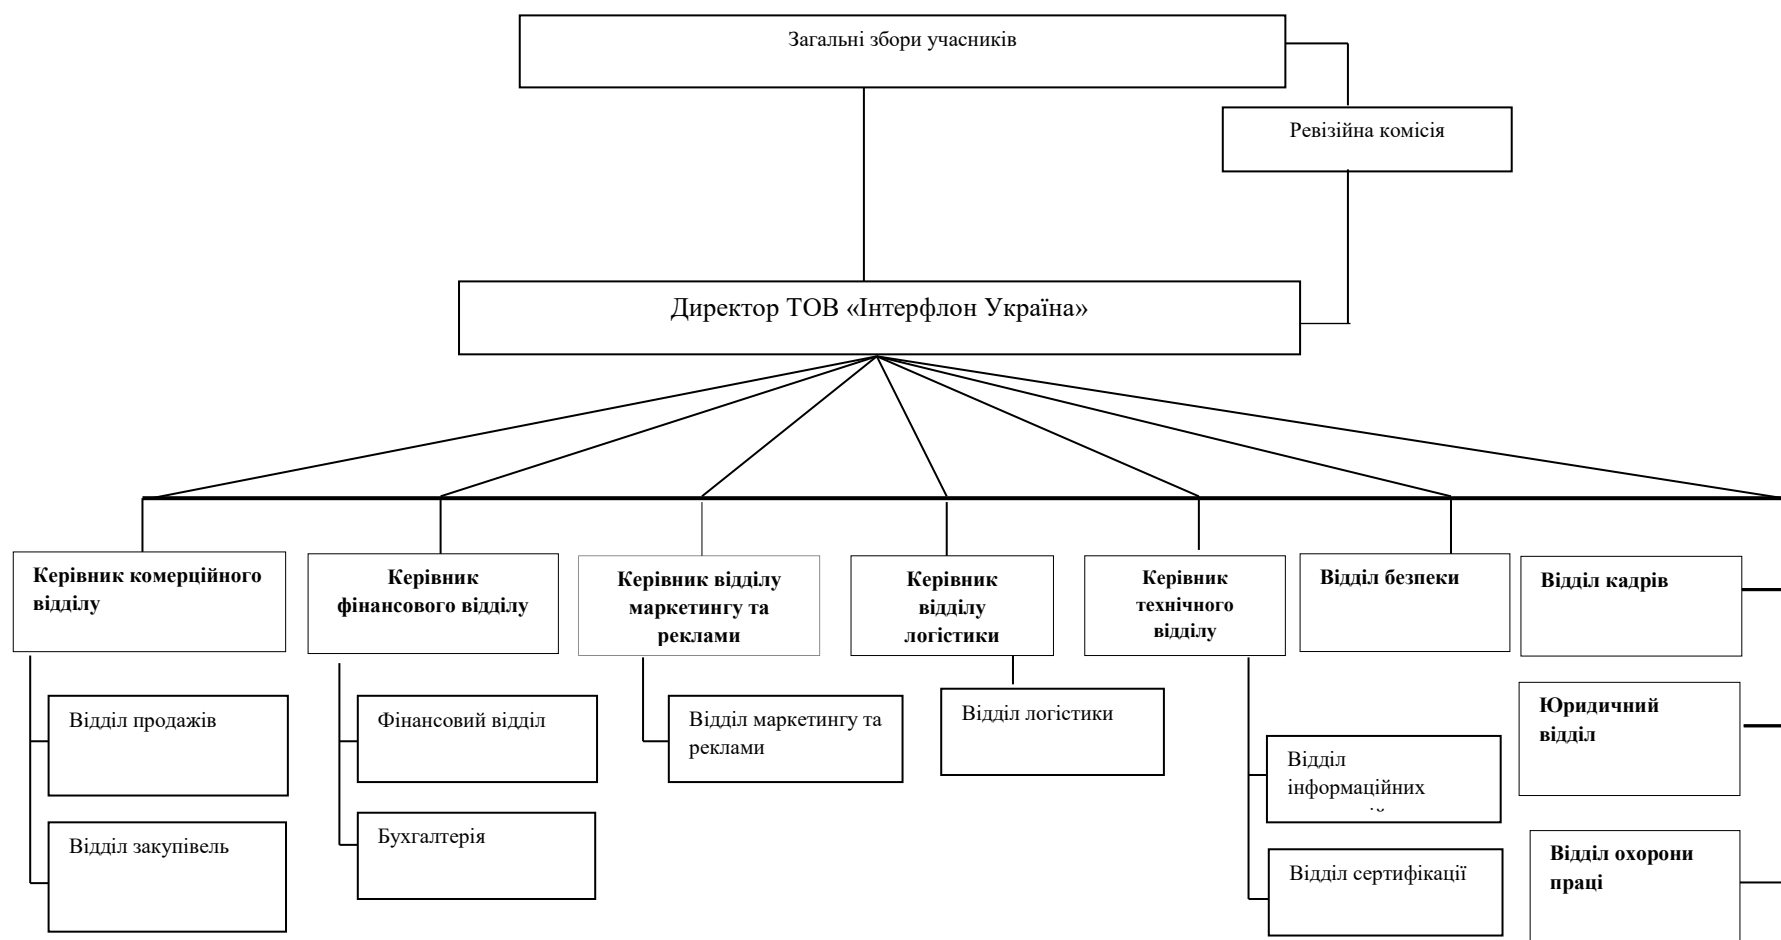 Загальні збори учасників
Ревізійна комісія
Директор ТОВ «Інтерфлон Україна»
Керівник комерційного
відділу
Керівник
фінансового відділу
Керівник відділу
маркетингу та
реклами
Керівник
відділу
логістики
Керівник
технічного
відділу
Відділ безпеки
Відділ кадрів
Відділ продажів
Фінансовий відділ
Відділ маркетингу та
реклами
Відділ логістики
Юридичний
відділ
Відділ
інформаційних
Відділ закупівель
Бухгалтерія
Відділ сертифікації
Відділ охорони
праці